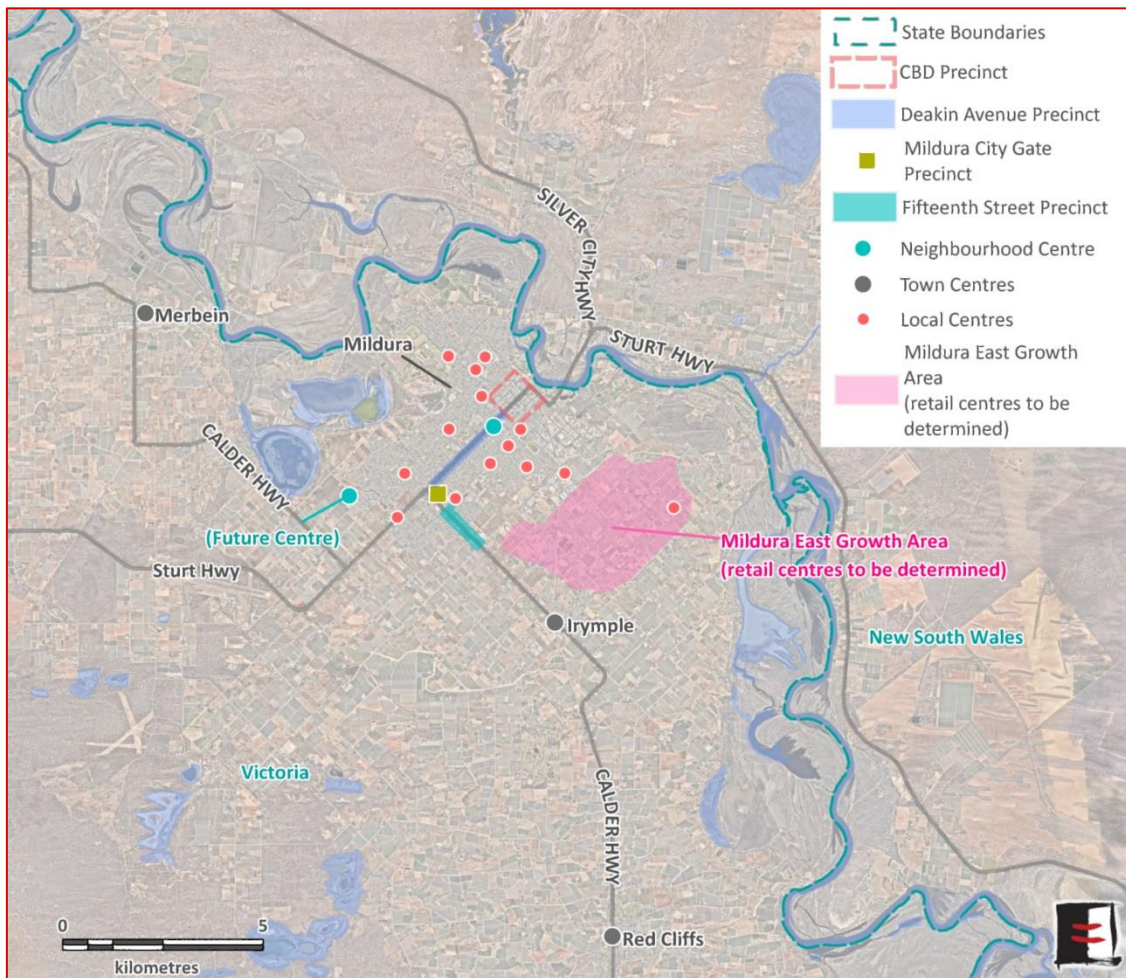 State Boundaries
CBD Precinct
Deakin Avenue Precinct
Mildura City Gate
Precinct
Fifteenth Street Precinct
Neighbourhood Centre
Town Centres
Local Centres
Mildura East Growth
Area
(retail centres to be
determined)
SILVER CITY HWY
STURT HWY
Merbein
Mildura
CALDER HWY
(Future Centre)
Sturt Hwy
Mildura East Growth Area
(retail centres to be determined)
Irymple
New South Wales
Victoria
CALDER HWY
Red Cliffs
0 5
kilometres